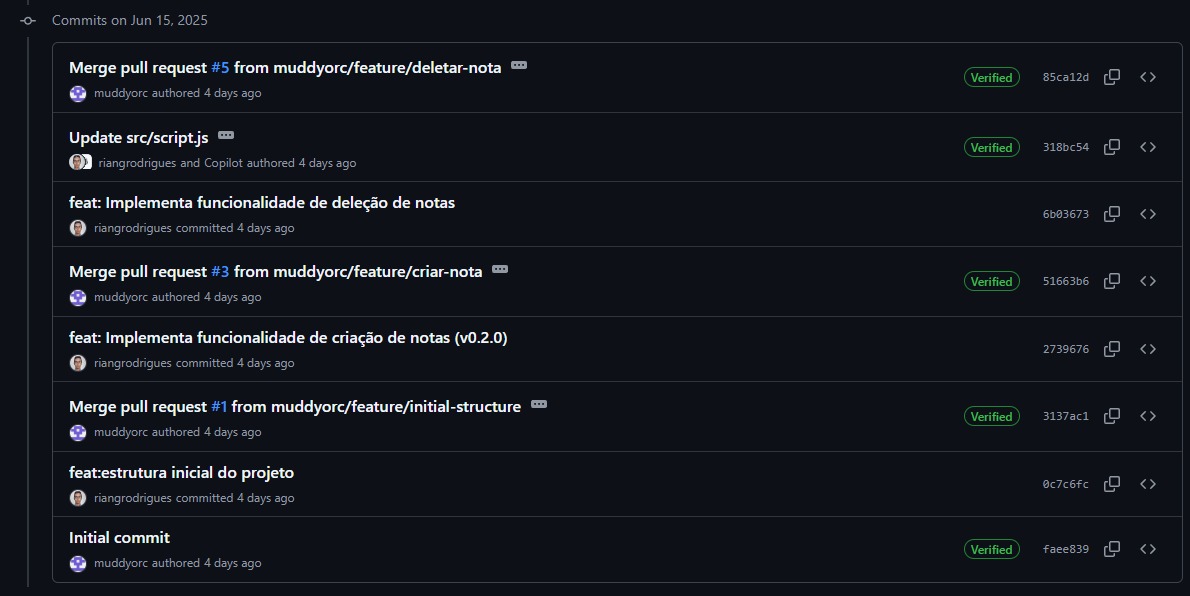 Commits on Jun 15, 2025
Merge pull request #5 from muddyorc/feature/deletar-nota
Verified
85ca12d
muddyorc authored 4 days ago
Update src/script.js
Verified
318bc54
riangrodrigues and Copilot authored 4 days ago
feat: Implementa funcionalidade de deleção de notas
6b03673
riangrodrigues committed 4 days ago
Merge pull request #3 from muddyorc/feature/criar-nota
Verified
51663b6
muddyorc authored 4 days ago
feat: Implementa funcionalidade de criação de notas (v0.2.0)
2739676
riangrodrigues committed 4 days ago
Merge pull request #1 from muddyorc/feature/initial-structure
Verified
3137ac1
muddyorc authored 4 days ago
feat:estrutura inicial do projeto
0c7c6fc
riangrodrigues committed 4 days ago
Initial commit
Verified
faee839
muddyorc authored 4 days ago